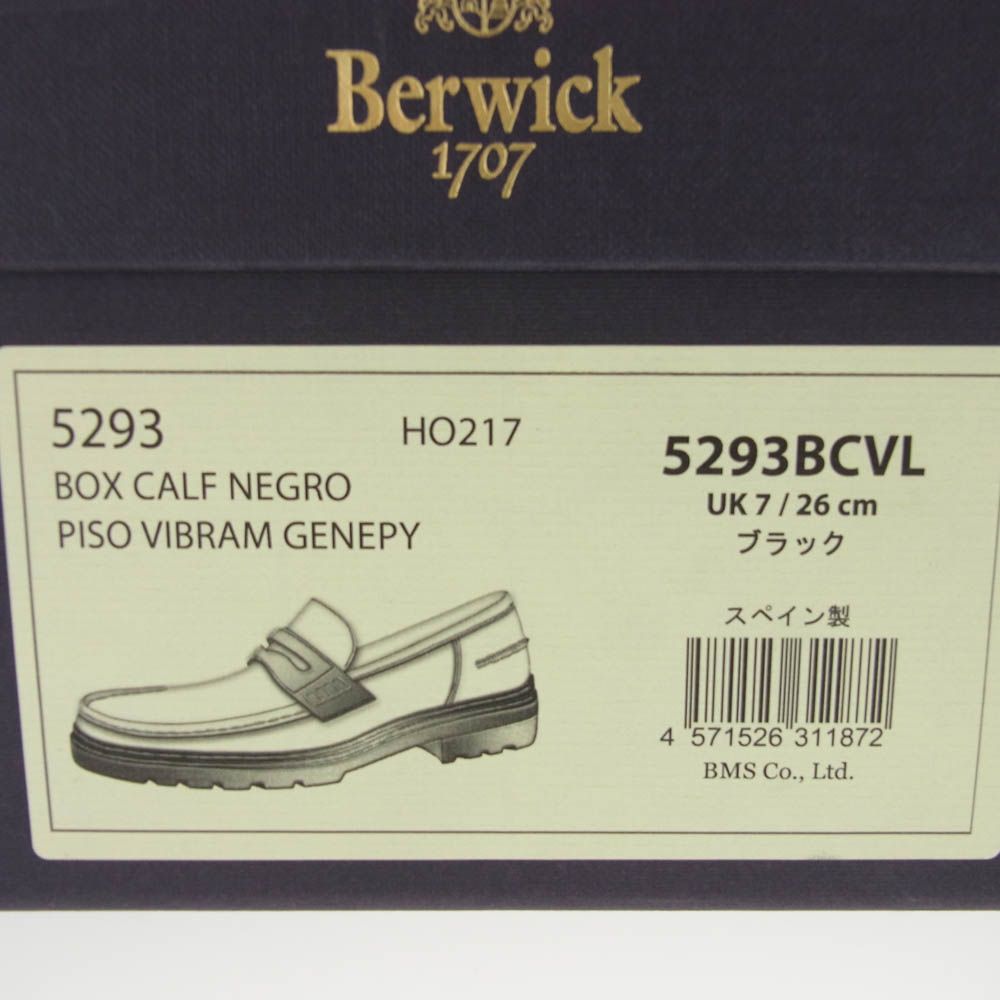 Berwick
1707
5293
HO217
BOX CALF NEGRO
PISO VIBRAM GENEPY
5293BCVL
UK 7 / 26 cm
ブラック
スペイン製
4 571526 311872
BMS Co., Ltd.